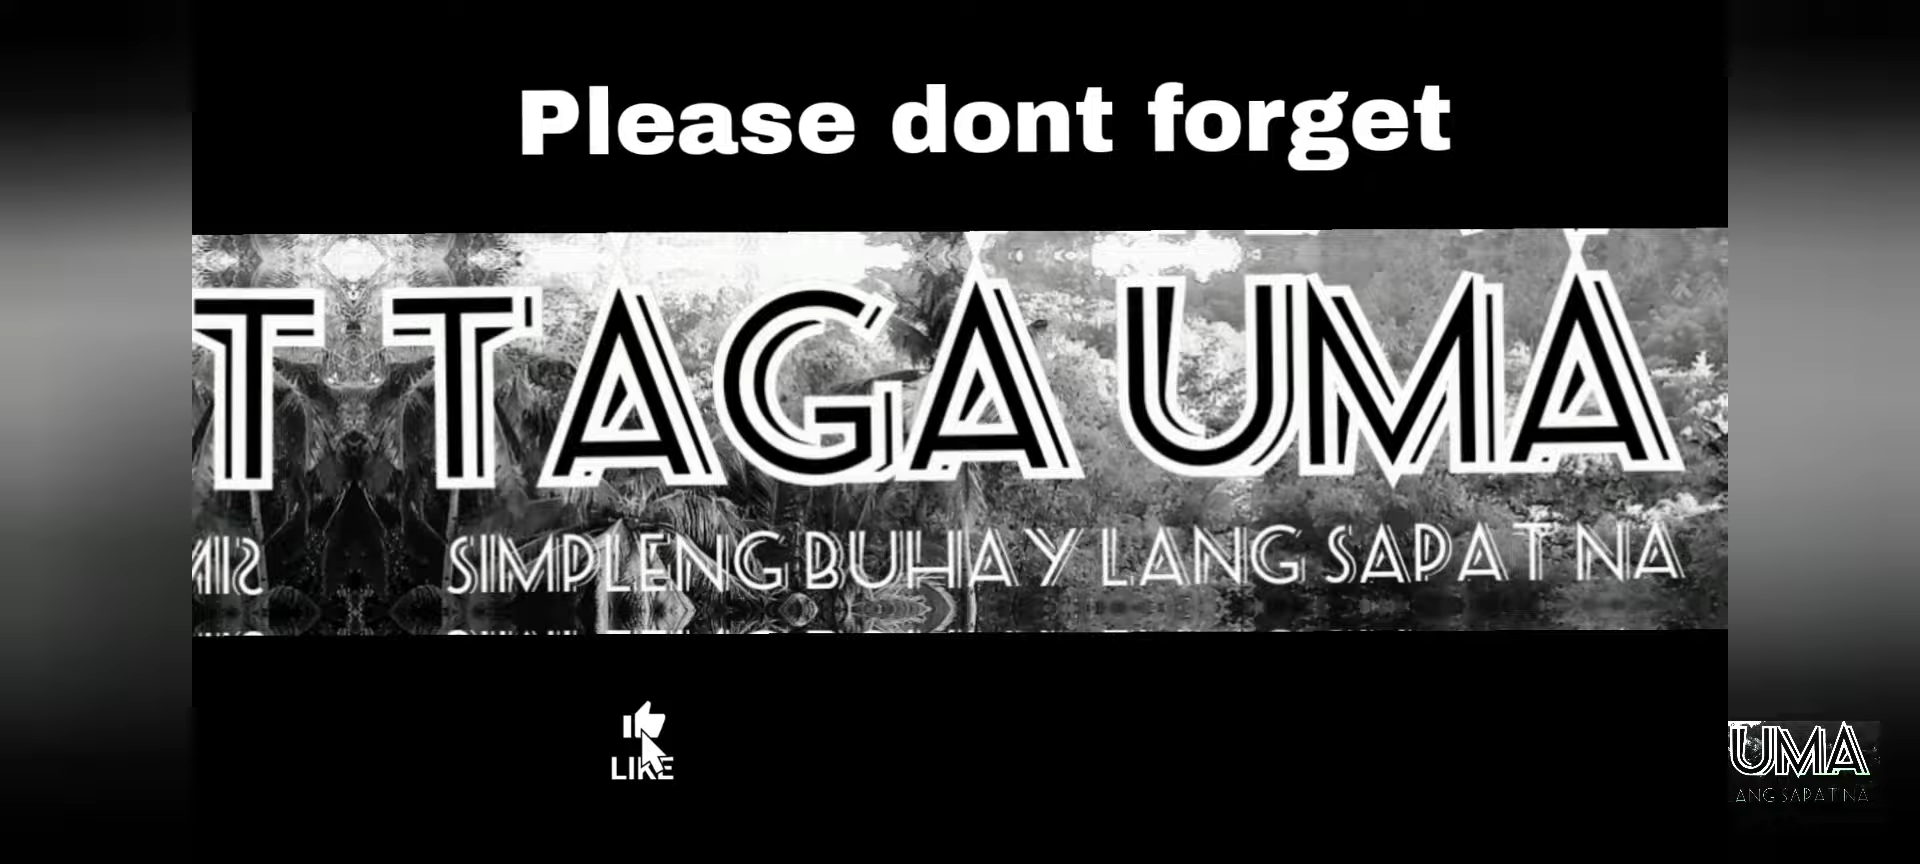 Please dont forget
T TAGA UMA
SIMPLENG BUHAY LANG SAPAT NA
LIKE
UMA
ANG SAPAT NA